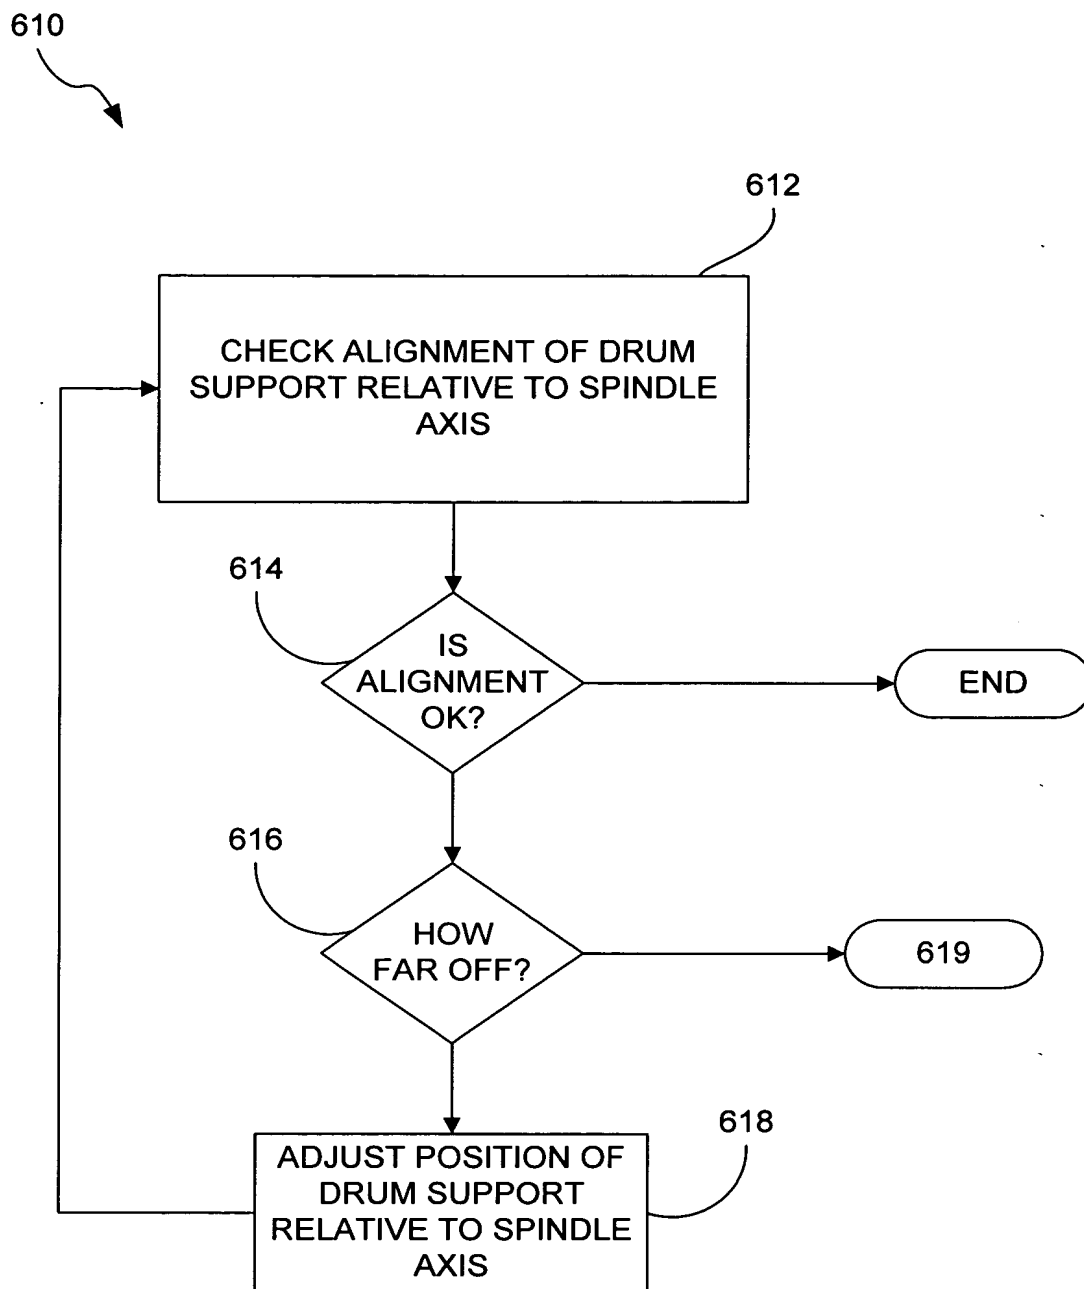 610
612
CHECK ALIGNMENT OF DRUM
SUPPORT RELATIVE TO SPINDLE
AXIS
614
IS
ALIGNMENT
OK?
END
616
HOW
FAR OFF?
619
618
ADJUST POSITION OF
DRUM SUPPORT
RELATIVE TO SPINDLE
AXIS